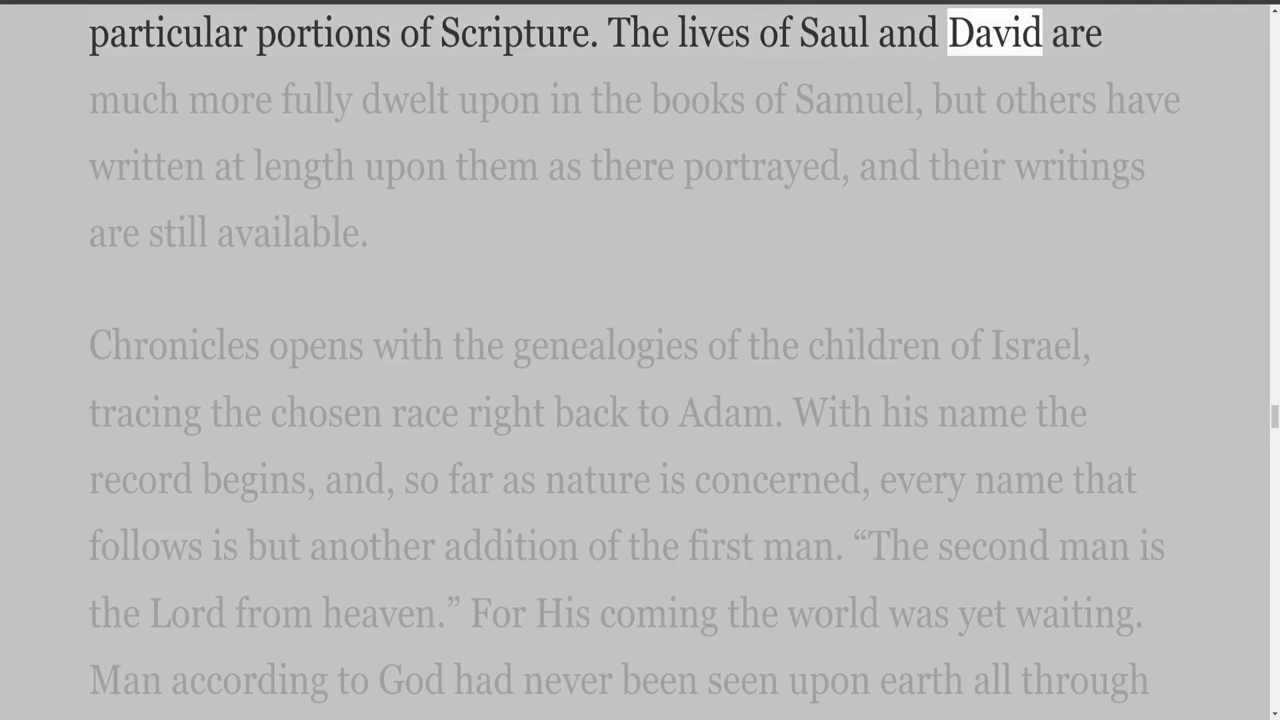 particular portions of Scripture. The lives of Saul and David are
much more fully dwelt upon in the books of Samuel, but others have
written at length upon them as there portrayed, and their writings
are still available.
Chronicles opens with the genealogies of the children of Israel,
tracing the chosen race right back to Adam. With his name the
record begins, and, so far as nature is concerned, every name that
follows is but another addition of the first man. “The second man is
the Lord from heaven.” For His coming the world was yet waiting.
Man according to God had never been seen upon earth all through